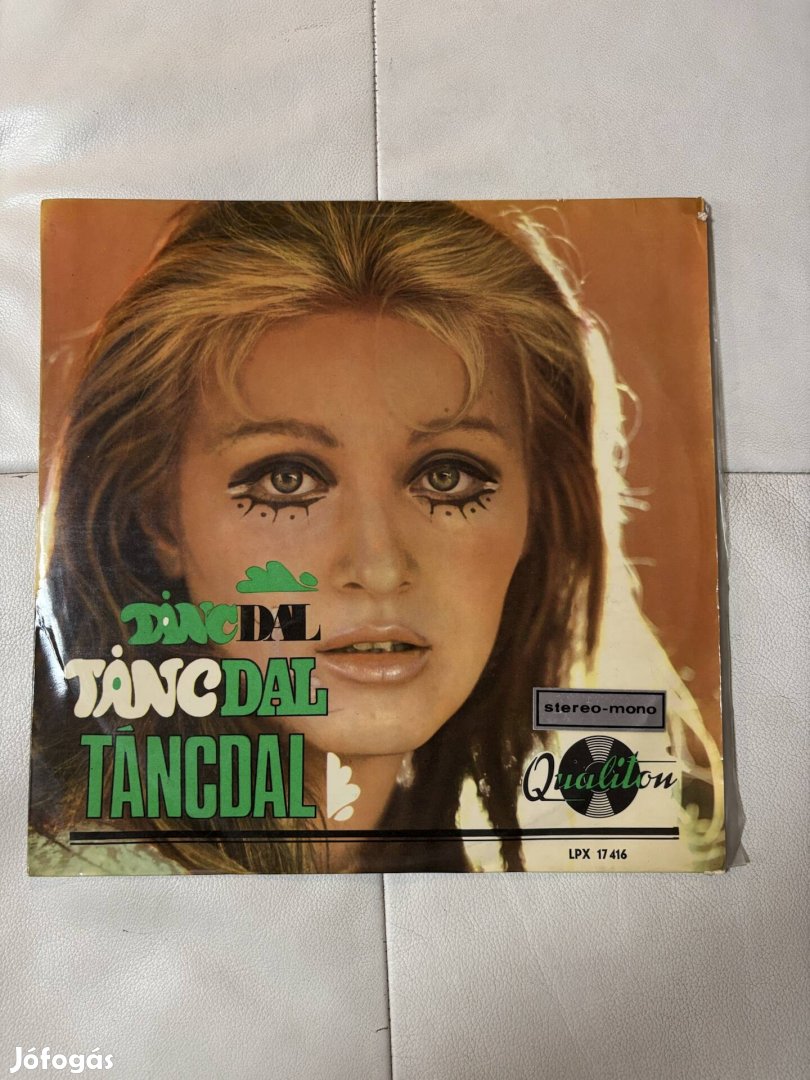 TÁNCDAL
TÁNCDAL
TÁNCDAL
stereo-mono
Qualiton
LPX 17416
Jófogás